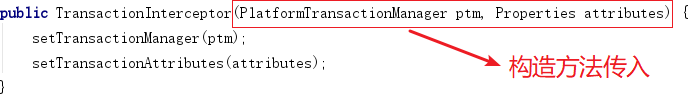 public TransactionInterceptor(PlatformTransactionManager ptm, Properties attributes) {
setTransactionManager(ptm);
setTransactionAttributes(attributes);
构造方法传入
}